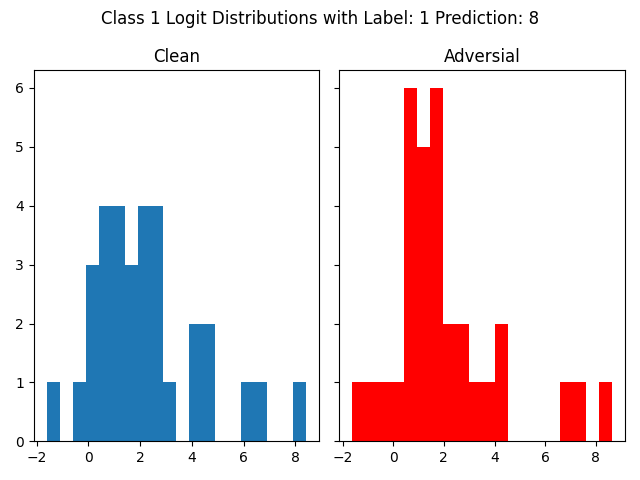 Class 1 Logit Distributions with Label: 1 Prediction: 8
Clean
Adversial
6
5
4
3
2
1
0
−2 0 2 4 6 8
−2 0 2 4 6 8